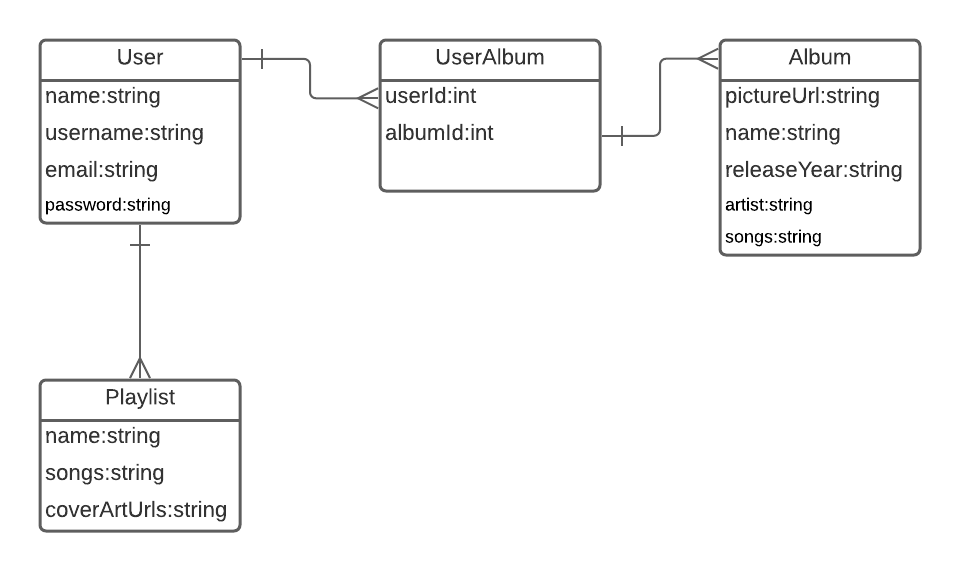 User
name:string
username:string
email:string
password:string
UserAlbum
userId:int
albumId:int
Album
pictureUrl:string
name:string
releaseYear:string
artist:string
songs:string
Playlist
name:string
songs:string
coverArtUrls:string